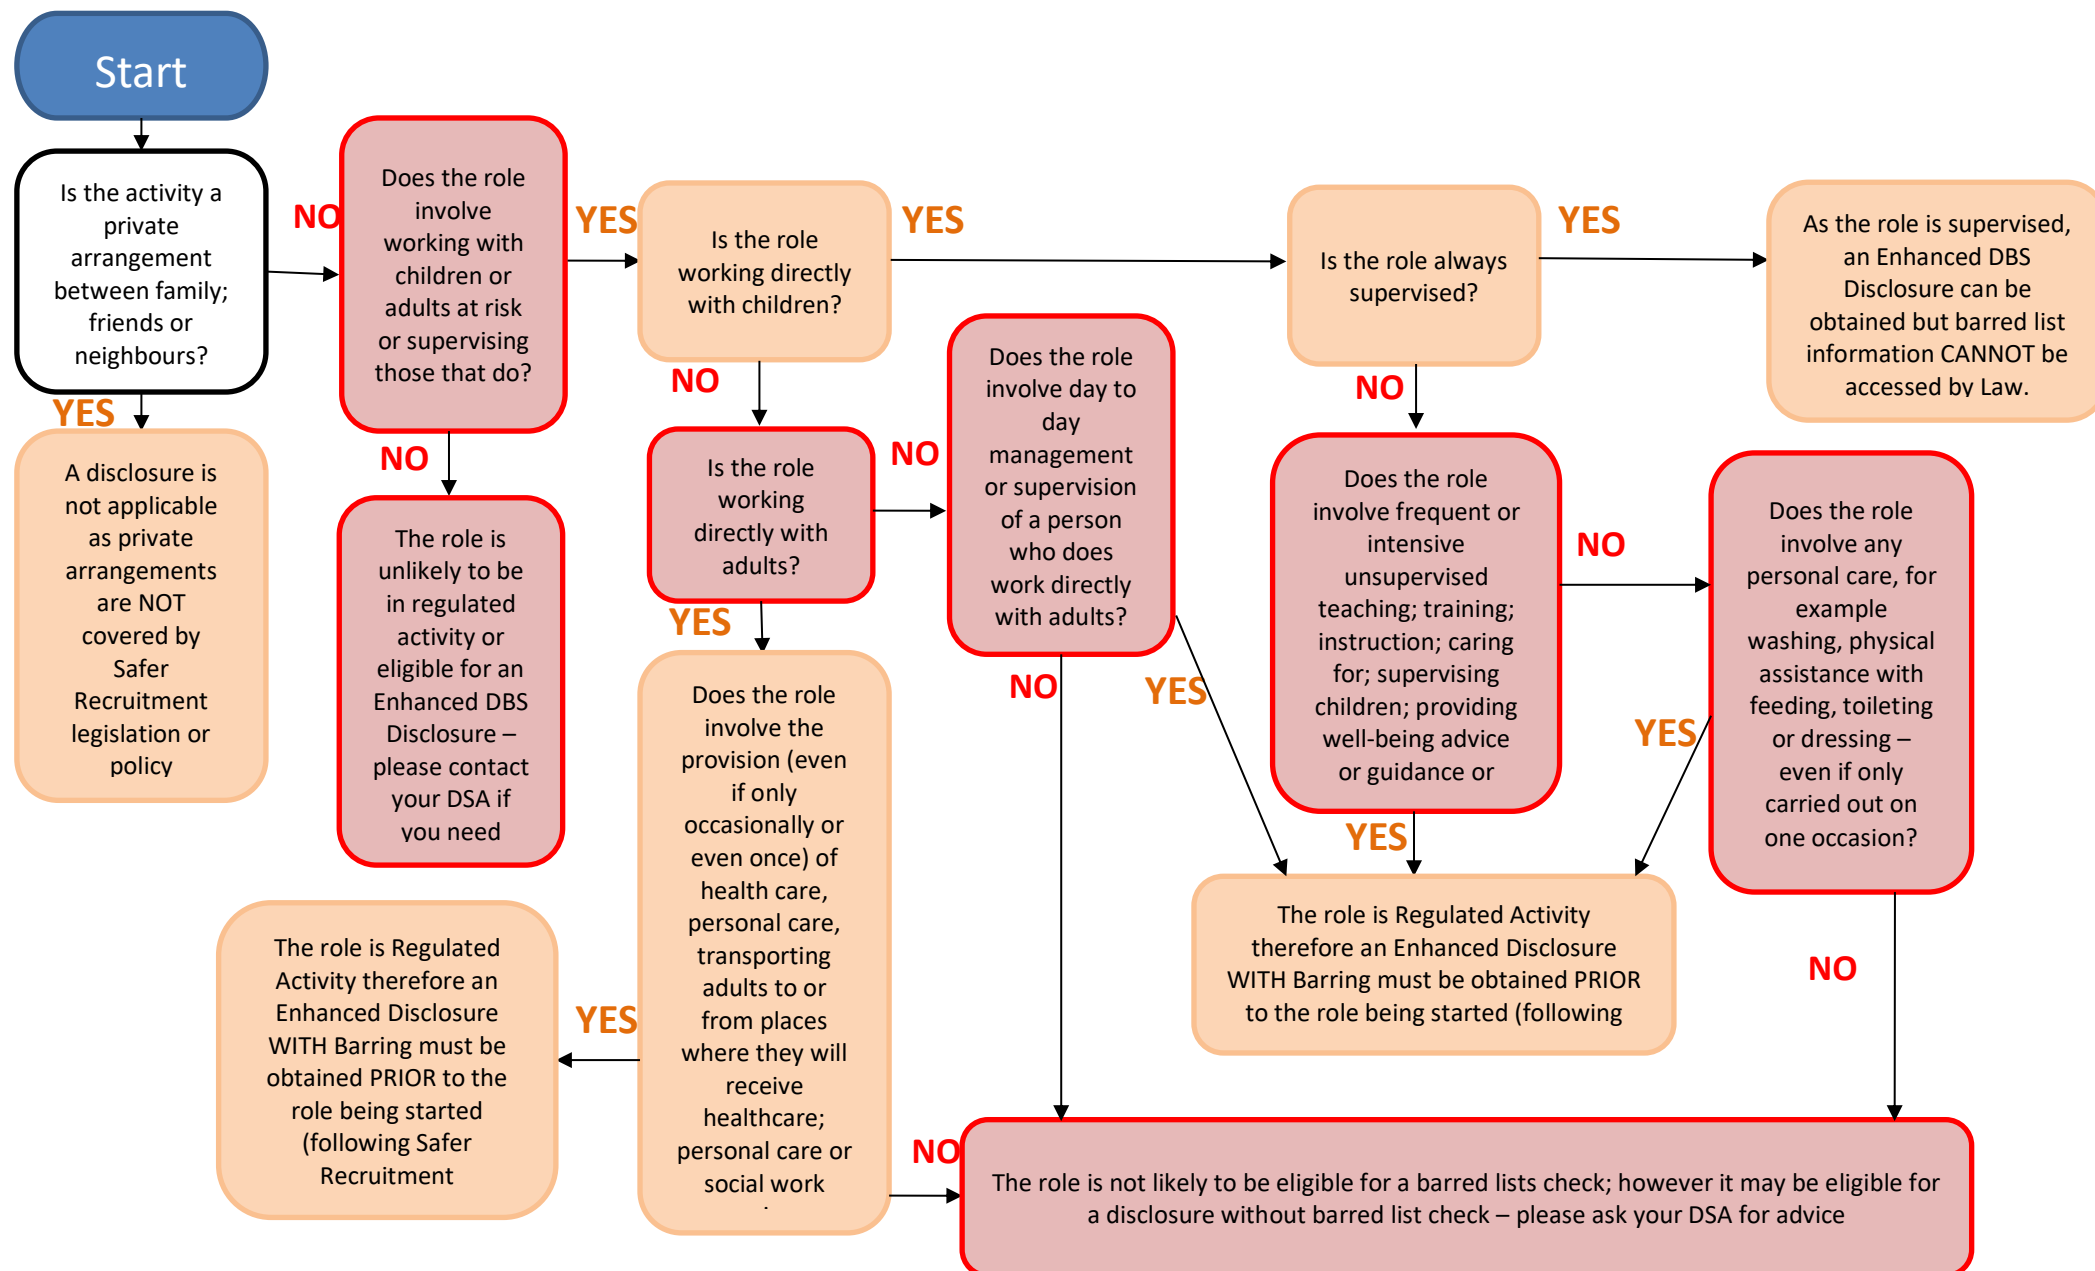 Start
Is the activity a
private
arrangement
between family;
friends or
neighbours?
NO
YES
A disclosure is
not applicable
as private
arrangements
are NOT
covered by
Safer
Recruitment
legislation or
policy
Does the role
involve
working with
children or
adults at risk
or supervising
those that do?
YES
NO
The role is
unlikely to be
in regulated
activity or
eligible for an
Enhanced DBS
Disclosure –
please contact
your DSA if
you need
Is the role
working directly
with children?
YES
NO
Is the role
working
directly with
adults?
NO
YES
Does the role
involve the
provision (even
if only
occasionally or
even once) of
health care,
personal care,
transporting
adults to or
from places
where they will
receive
healthcare;
personal care or
social work
YES
NO
The role is Regulated
Activity therefore an
Enhanced Disclosure
WITH Barring must be
obtained PRIOR to the
role being started
(following Safer
Recruitment
Does the role
involve day to
day
management
or supervision
of a person
who does
work directly
with adults?
NO
YES
Is the role always
supervised?
YES
NO
As the role is supervised,
an Enhanced DBS
Disclosure can be
obtained but barred list
information CANNOT be
accessed by Law.
Does the role
involve frequent or
intensive
unsupervised
teaching; training;
instruction; caring
for; supervising
children; providing
well-being advice
or guidance or
NO
YES
Does the role
involve any
personal care, for
example
washing, physical
assistance with
feeding, toileting
or dressing –
even if only
carried out on
one occasion?
YES
NO
The role is Regulated Activity
therefore an Enhanced Disclosure
WITH Barring must be obtained PRIOR
to the role being started (following
The role is not likely to be eligible for a barred lists check; however it may be eligible for
a disclosure without barred list check – please ask your DSA for advice